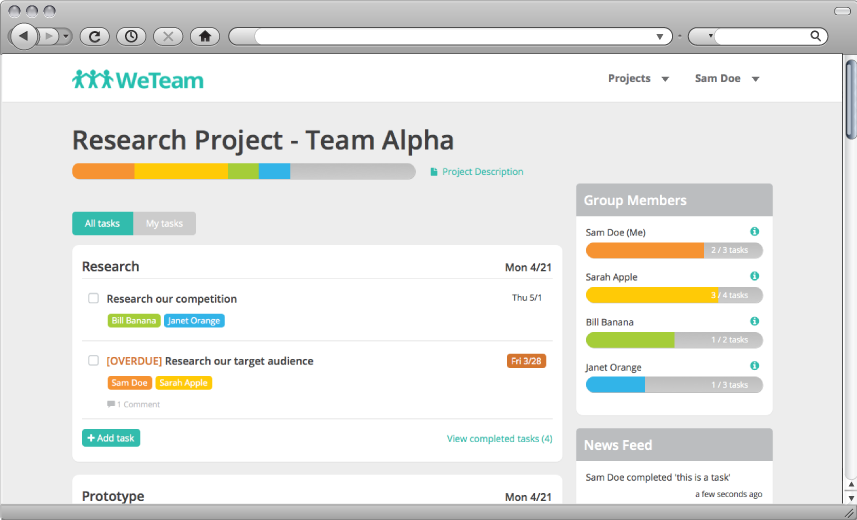 WeTeam
Projects
Sam Doe
Research Project - Team Alpha
Project Description
All tasks
My tasks
Research
Mon 4/21
Research our competition
Thu 5/1
Bill Banana
Janet Orange
[OVERDUE] Research our target audience
Fri 3/28
Sam Doe
Sarah Apple
1 Comment
+ Add task
View completed tasks (4)
Prototype
Mon 4/21
Group Members
Sam Doe (Me)
2 / 3 tasks
Sarah Apple
3 / 4 tasks
Bill Banana
1 / 2 tasks
Janet Orange
1 / 3 tasks
News Feed
Sam Doe completed 'this is a task'
a few seconds ago